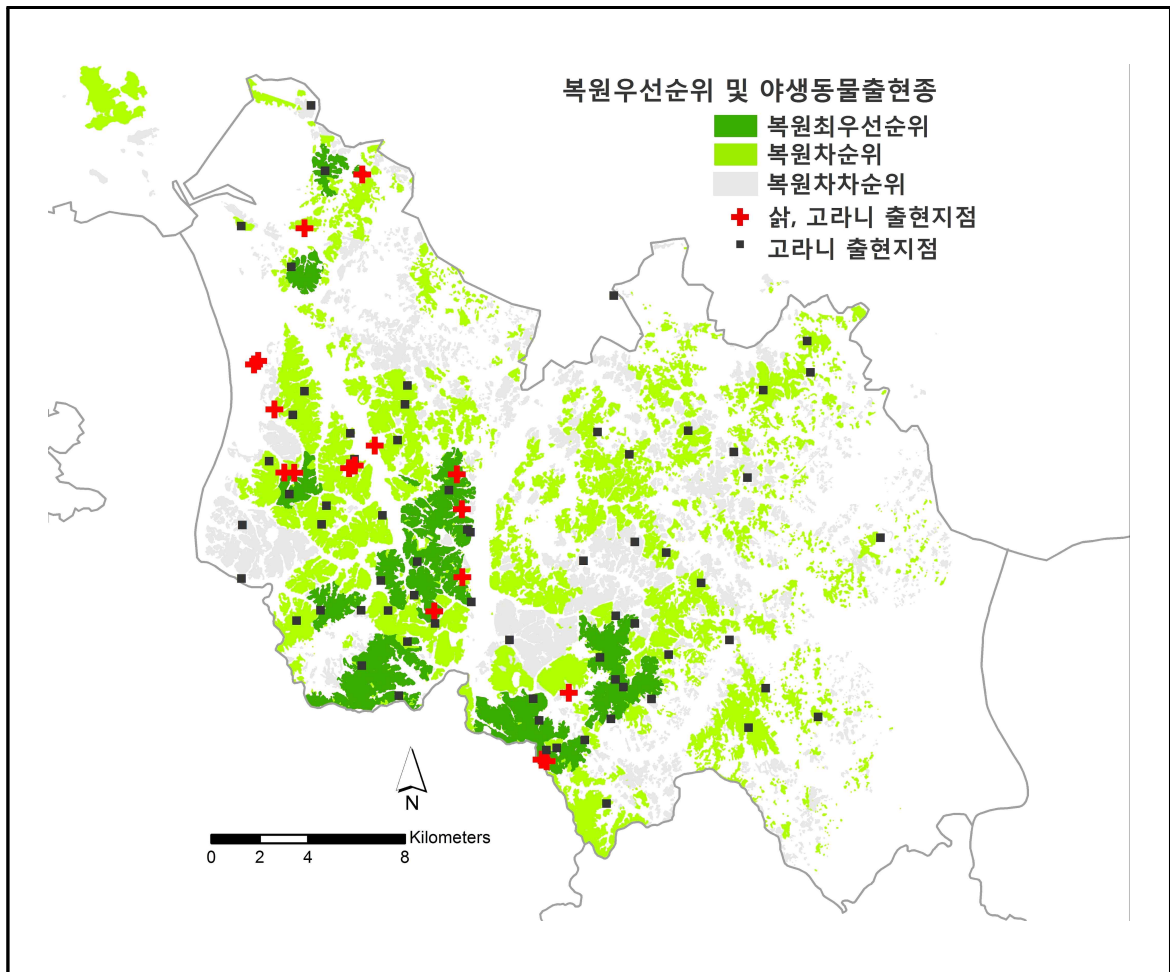 복원우선순위 및 야생동물출현종
복원최우선순위
복원차순위
복원차차순위
삵, 고라니 출현지점
고라니 출현지점
N
Kilometers
0 2 4 8